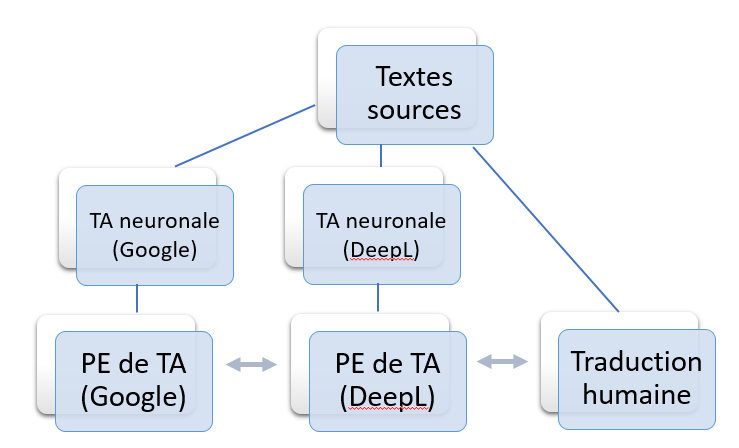 Textes
sources
TA neuronale
(Google)
TA neuronale
(DeepL)
PE de TA
(Google)
PE de TA
(DeepL)
Traduction
humaine